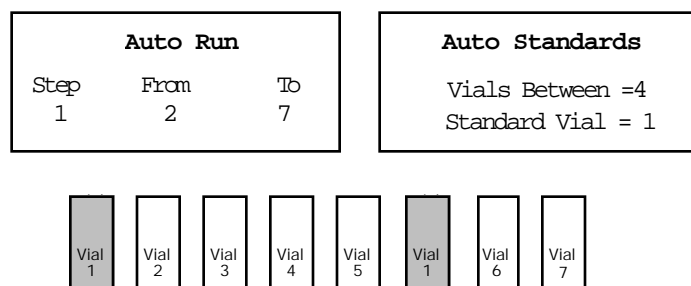 Auto Run
Step From To
1 2 7
Auto Standards
Vials Between =4
Standard Vial = 1
Vial 1
Vial 2
Vial 3
Vial 4
Vial 5
Vial 1
Vial 6
Vial 7